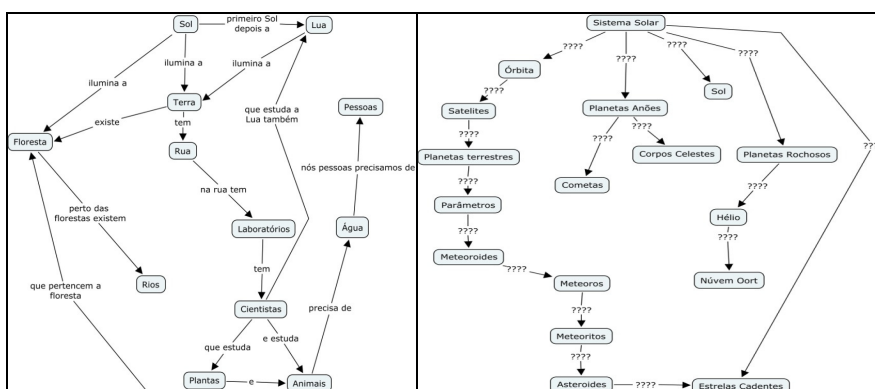 primeiro Sol
depois a
Sol
Lua
ilumina a
ilumina a
ilumina a
Terra
que estuda a
Lua também
Pessoas
existe
tem
Floresta
Rua
nós pessoas precisamos de
na rua tem
perto das
florestas existem
Laboratórios
Água
tem
Rios
que pertencem a
floresta
Cientistas
precisa de
que estuda
e estuda
Plantas
e
Animais
Sistema Solar
????
????
????
????
Órbita
????
Sol
Satelites
Planetas Anões
????
????
????
Corpos Celestes
Planetas terrestres
Planetas Rochosos
????
Cometas
????
Parâmetros
Hélio
????
????
Meteoroides
????
Núvem Oort
Meteoros
????
Meteoritos
????
Asteroides
????
Estrelas Cadentes